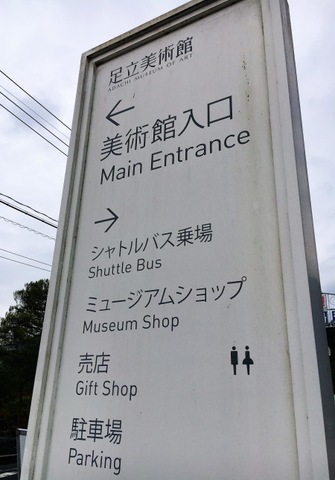 足立美術館
ADACHI MUSEUM OF ART
←
美術館入口
Main Entrance
→
シャトルバス乗場
Shuttle Bus
ミュージアムショップ
Museum Shop
売店
Gift Shop
駐車場
Parking